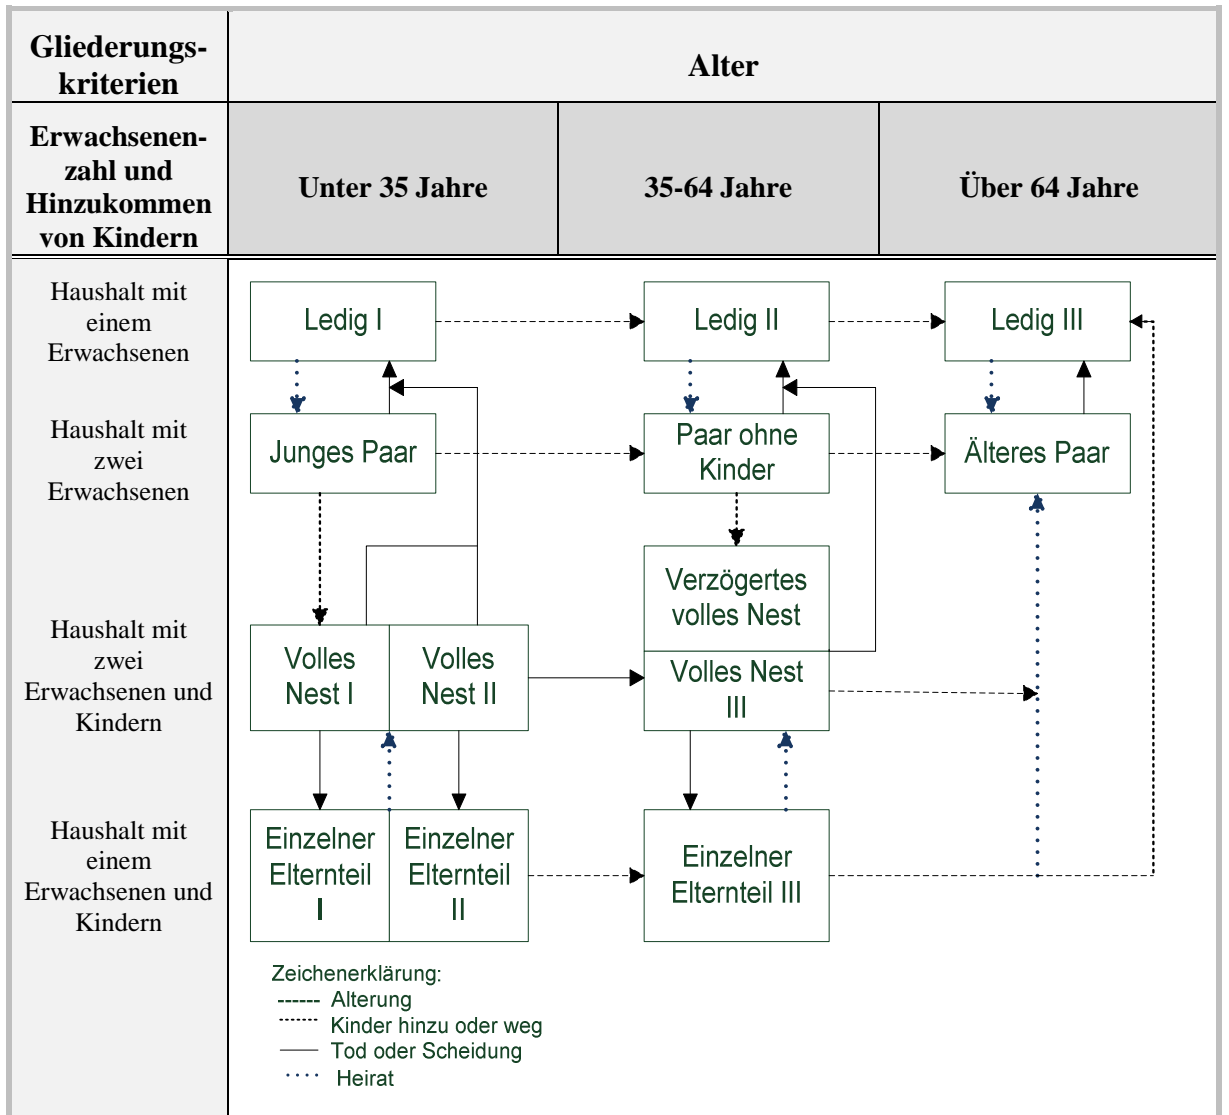 Gliederungs-
kriterien
Alter
Erwachsenen-
zahl und
Hinzukommen
von Kindern
Unter 35 Jahre
35-64 Jahre
Über 64 Jahre
Haushalt mit
einem
Erwachsenen
Ledig I
Ledig II
Ledig III
Haushalt mit
zwei
Erwachsenen
Junges Paar
Paar ohne
Kinder
Älteres Paar
Haushalt mit
zwei
Erwachsenen und
Kindern
Volles
Nest I
Volles
Nest II
Verzögertes
volles Nest
Volles Nest
III
Haushalt mit
einem
Erwachsenen und
Kindern
Einzelner
Elternteil
I
Einzelner
Elternteil
II
Einzelner
Elternteil III
Zeichenerklärung:
Alterung
Kinder hinzu oder weg
Tod oder Scheidung
Heirat